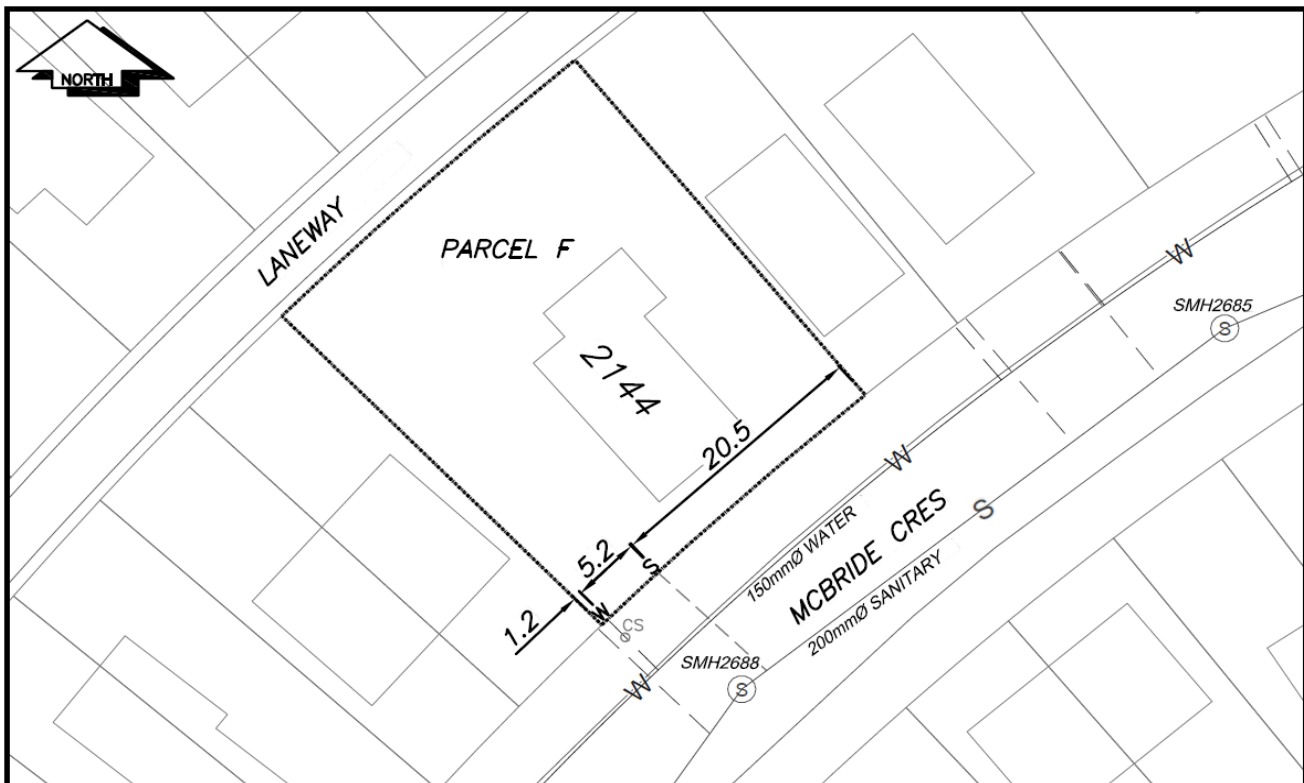 NORTH
LANEWAY
PARCEL F
2144
20.5
5.2
1.2
S
W
CS
W
W
W
S
S
S
SMH2685
SMH2688
150mmØ WATER
MCBRIDE CRES
200mmØ SANITARY